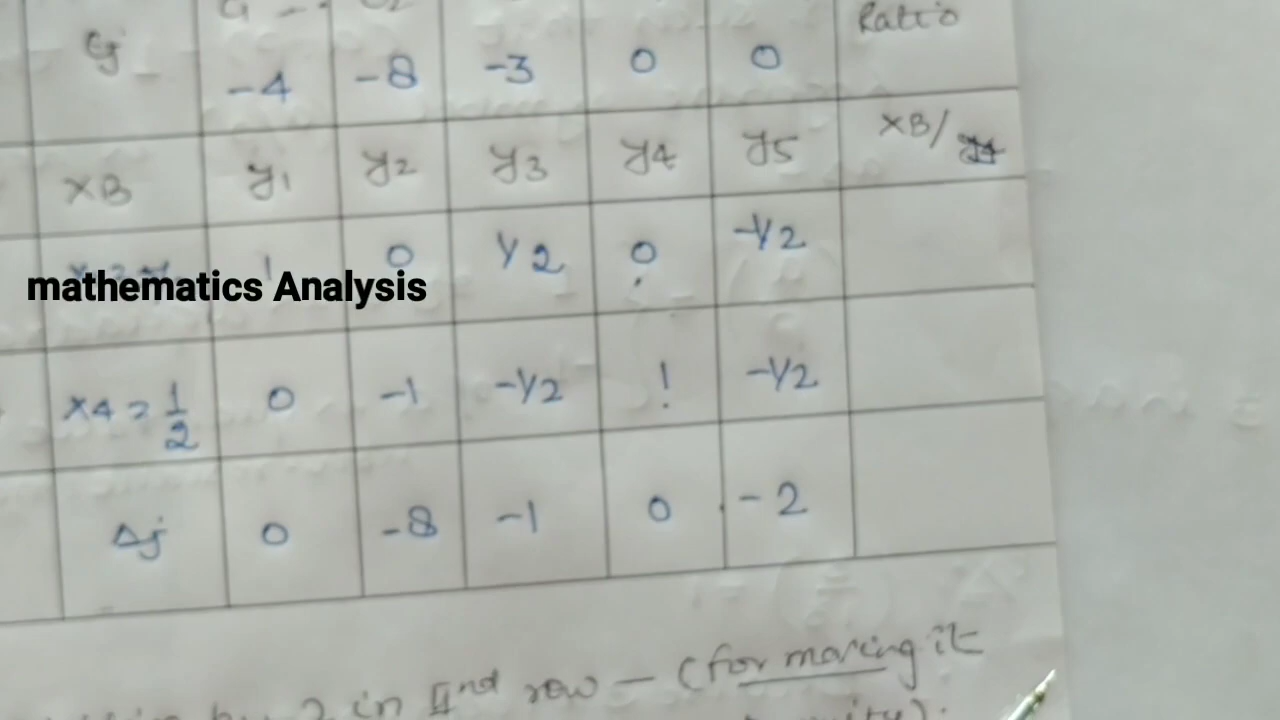 Cj -4 -8 -3 0 0 Ratio
XB y1 y2 y3 y4 y5 XB/
1 0 1/2 0 -1/2
mathematics Analysis
x4 = 1/2 0 -1 -1/2 1 -1/2
Δj 0 -8 -1 0 -2
2 in IInd row — (for making it